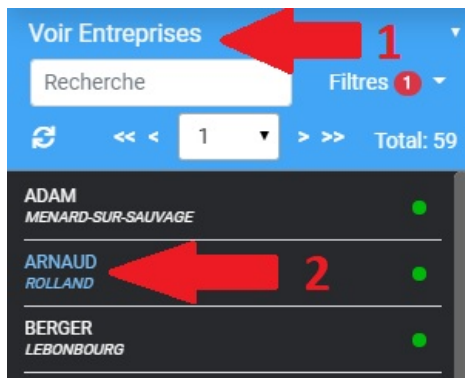 Voir Entreprises 1
Recherche Filtres 1
<< < 1 > >> Total: 59
ADAM
MENARD-SUR-SAUVAGE
ARNAUD
ROLLAND 2
BERGER
LEBONBOURG